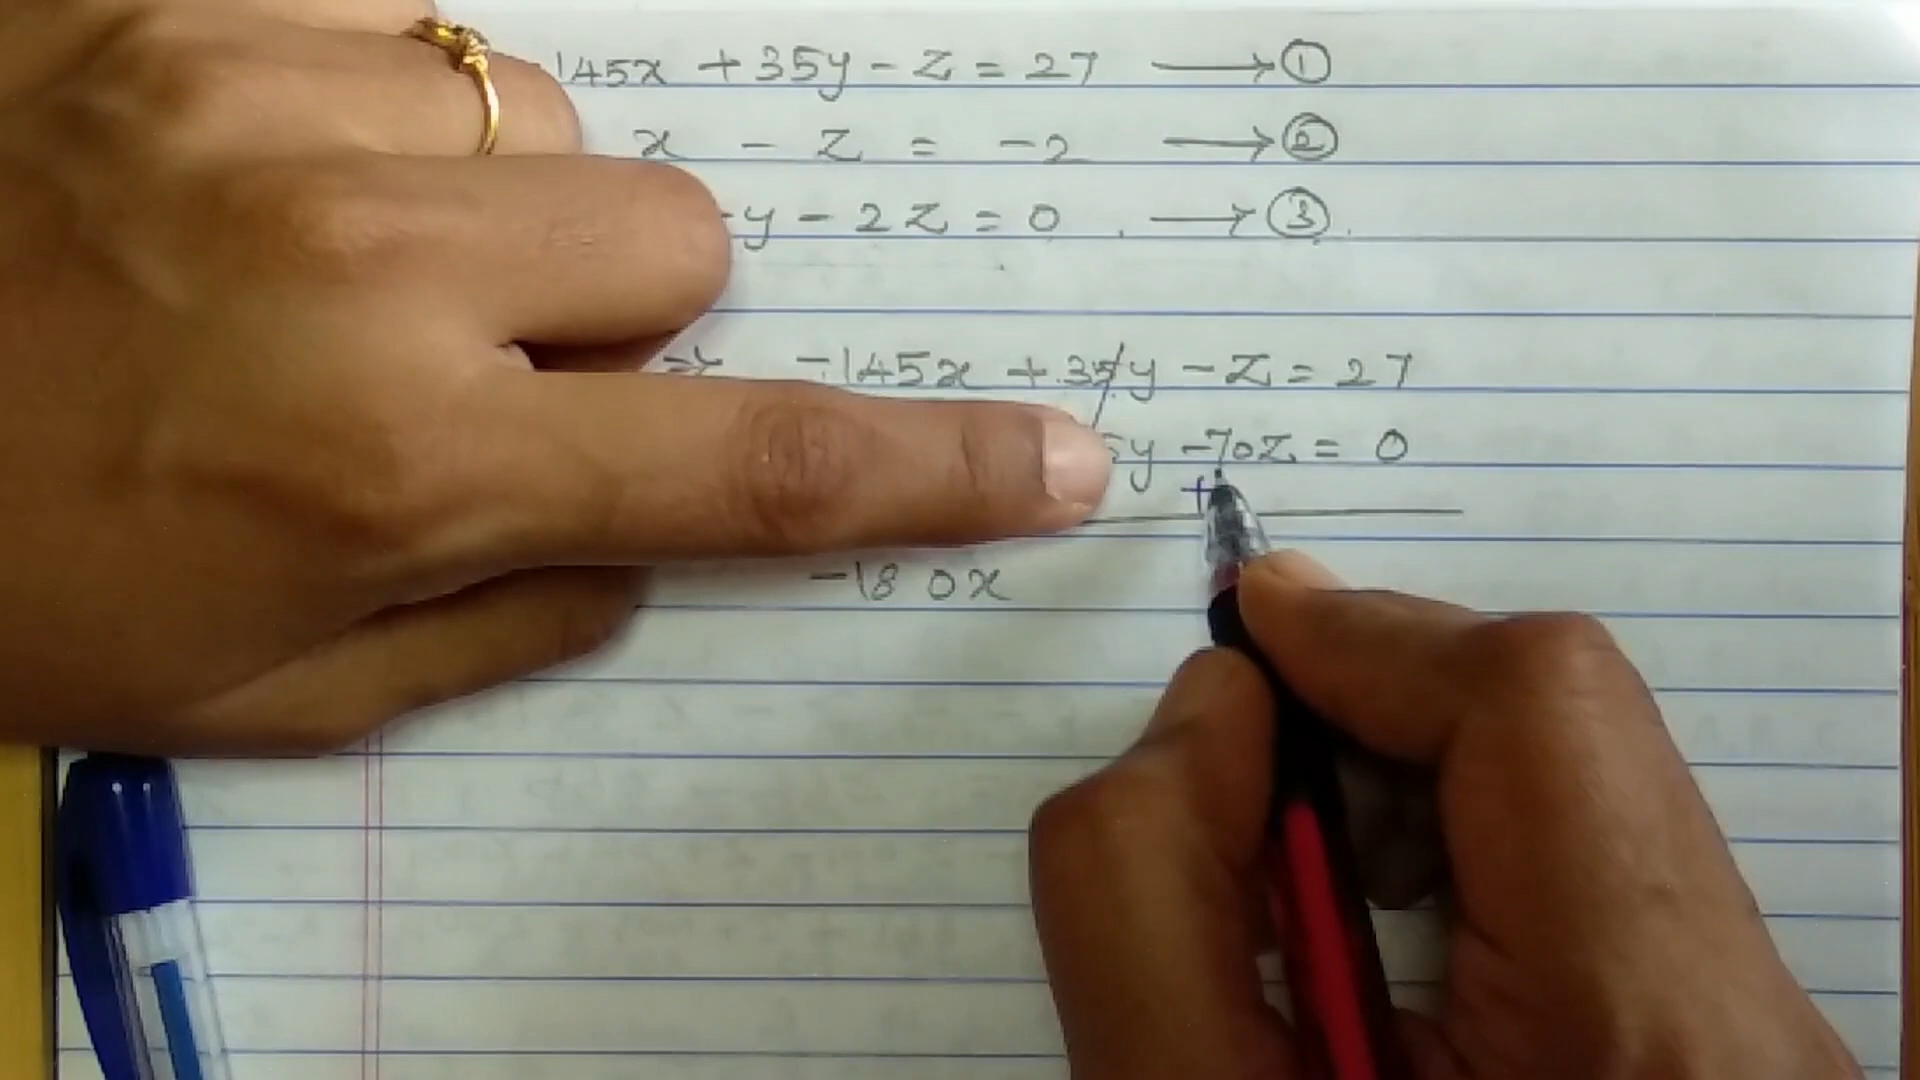 145x + 35y - z = 27 ⟶ ①
x - z = -2 ⟶ ②
y - 2z = 0 ⟶ ③
⇒ -145x + 35y - z = 27
5y - 70z = 0
+
-180x